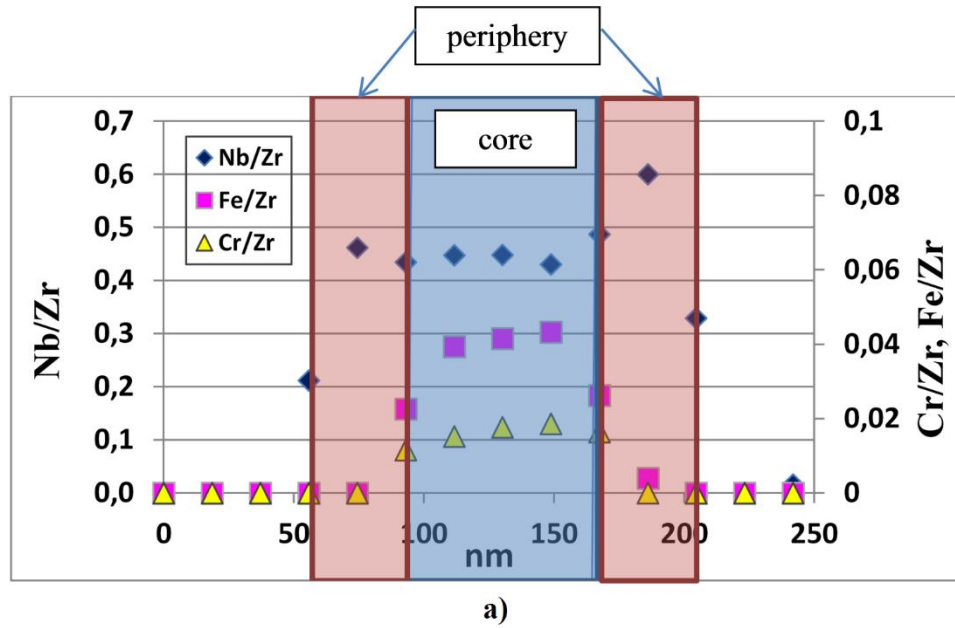 periphery
core
0,7
0,6
0,5
0,4
0,3
0,2
0,1
0,0
Nb/Zr
Nb/Zr
Fe/Zr
Cr/Zr
0,1
0,08
0,06
0,04
0,02
0
Cr/Zr, Fe/Zr
0 50 100 150 200 250
nm
a)